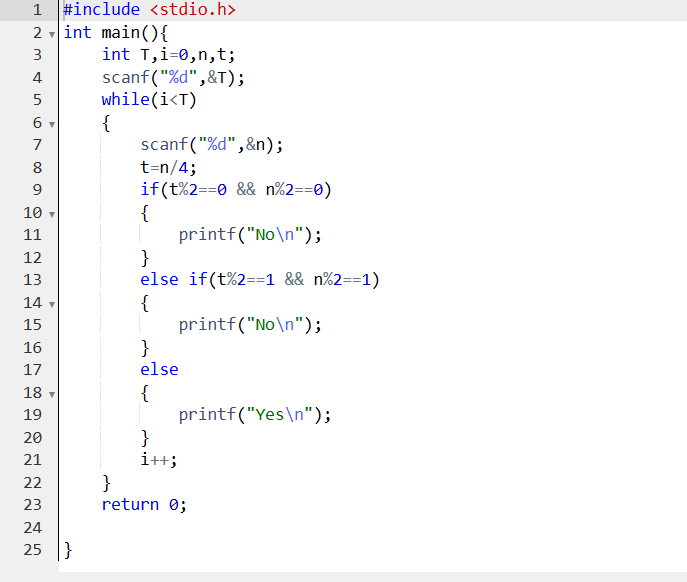 1 #include <stdio.h>
2 int main(){
3     int T,i=0,n,t;
4     scanf("%d",&T);
5     while(i<T)
6     {
7         scanf("%d",&n);
8         t=n/4;
9         if(t%2==0 && n%2==0)
10         {
11             printf("No\n");
12         }
13         else if(t%2==1 && n%2==1)
14         {
15             printf("No\n");
16         }
17         else
18         {
19             printf("Yes\n");
20         }
21         i++;
22     }
23     return 0;
24
25 }